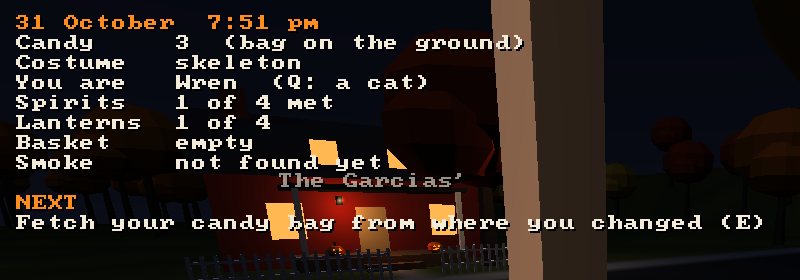 31 October  7:51 pm
Candy  3  (bag on the ground)
Costume  skeleton
You are  Wren  (Q: a cat)
Spirits  1 of 4 met
Lanterns  1 of 4
Basket  empty
Smoke  not found yet
The Garcias'
NEXT
Fetch your candy bag from where you changed (E)